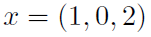 x = (1, 0, 2)